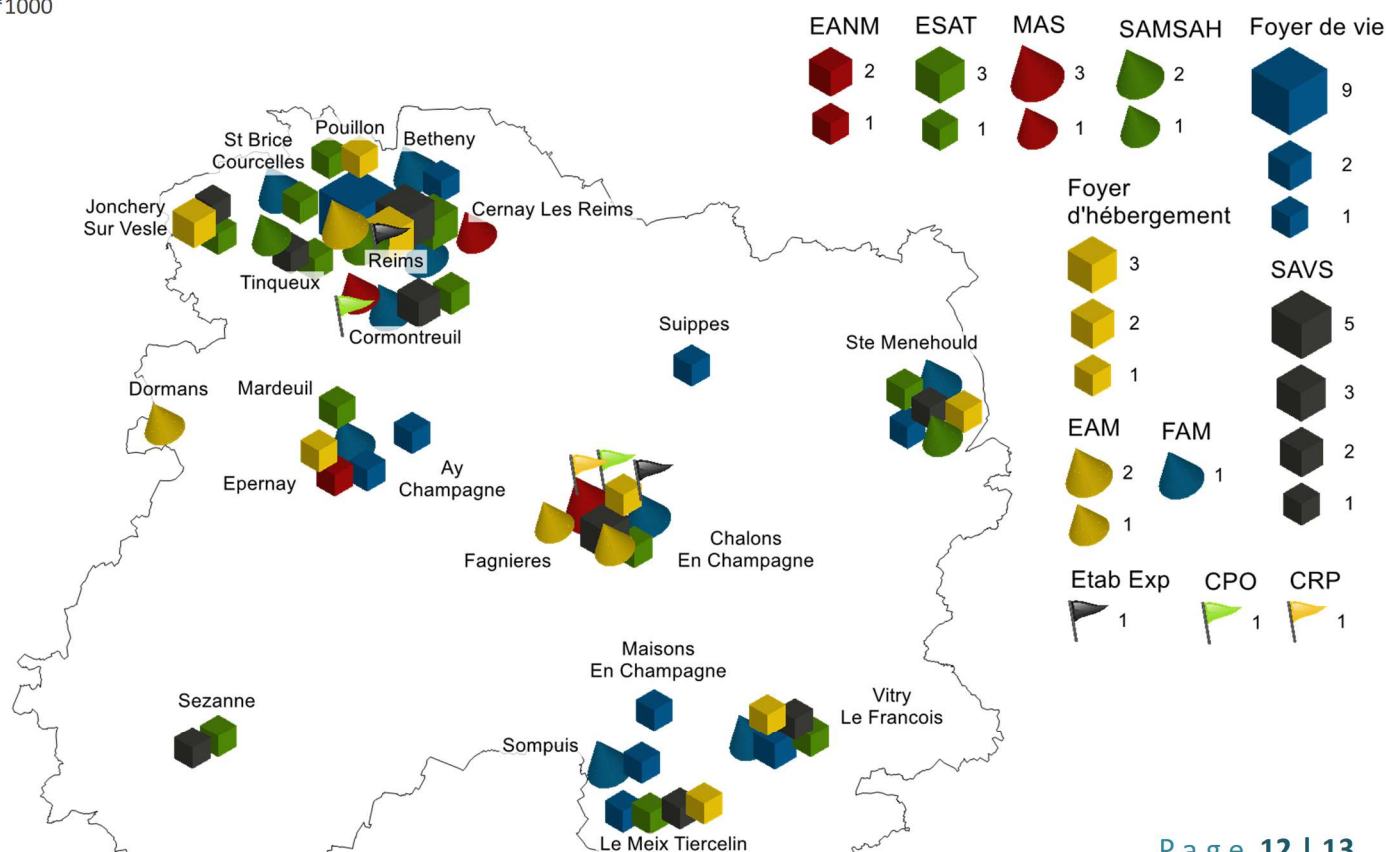 *1000
EANM
ESAT
MAS
SAMSAH
Foyer de vie
2
3
3
2
9
1
1
1
1
2
1
Foyer
d'hébergement
3
2
1
SAVS
5
3
2
1
EAM
FAM
2
1
1
Etab Exp
CPO
CRP
1
1
1
Pouillon
St Brice
Courcelles
Betheny
Jonchery
Sur Vesle
Cernay Les Reims
Reims
Tinqueux
Cormontreuil
Suippes
Ste Menehould
Dormans
Mardeuil
Epernay
Ay
Champagne
Fagnieres
Chalons
En Champagne
Maisons
En Champagne
Sezanne
Vitry
Le Francois
Sompuis
Le Meix Tiercelin
Page 12 | 13